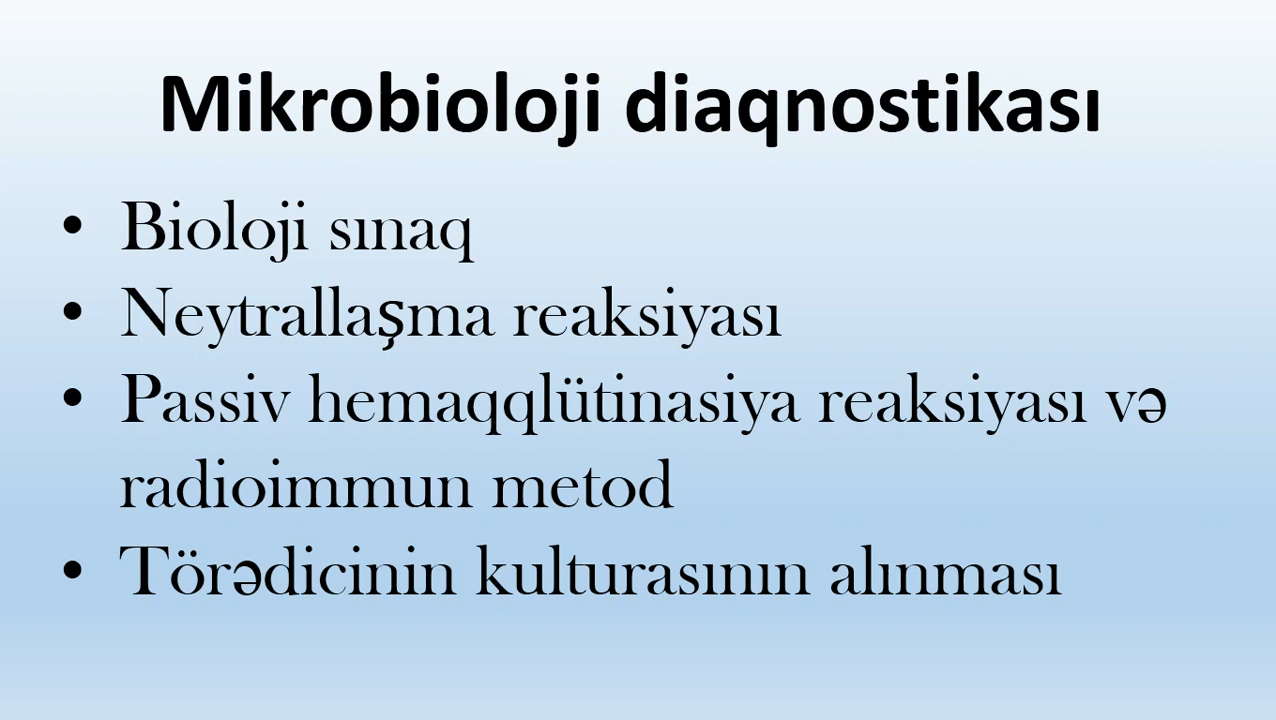 Mikrobioloji diaqnostikası
• Bioloji sınaq
• Neytrallaşma reaksiyası
• Passiv hemaqqlütinasiya reaksiyası və
radioimmun metod
• Törədicinin kulturasının alınması